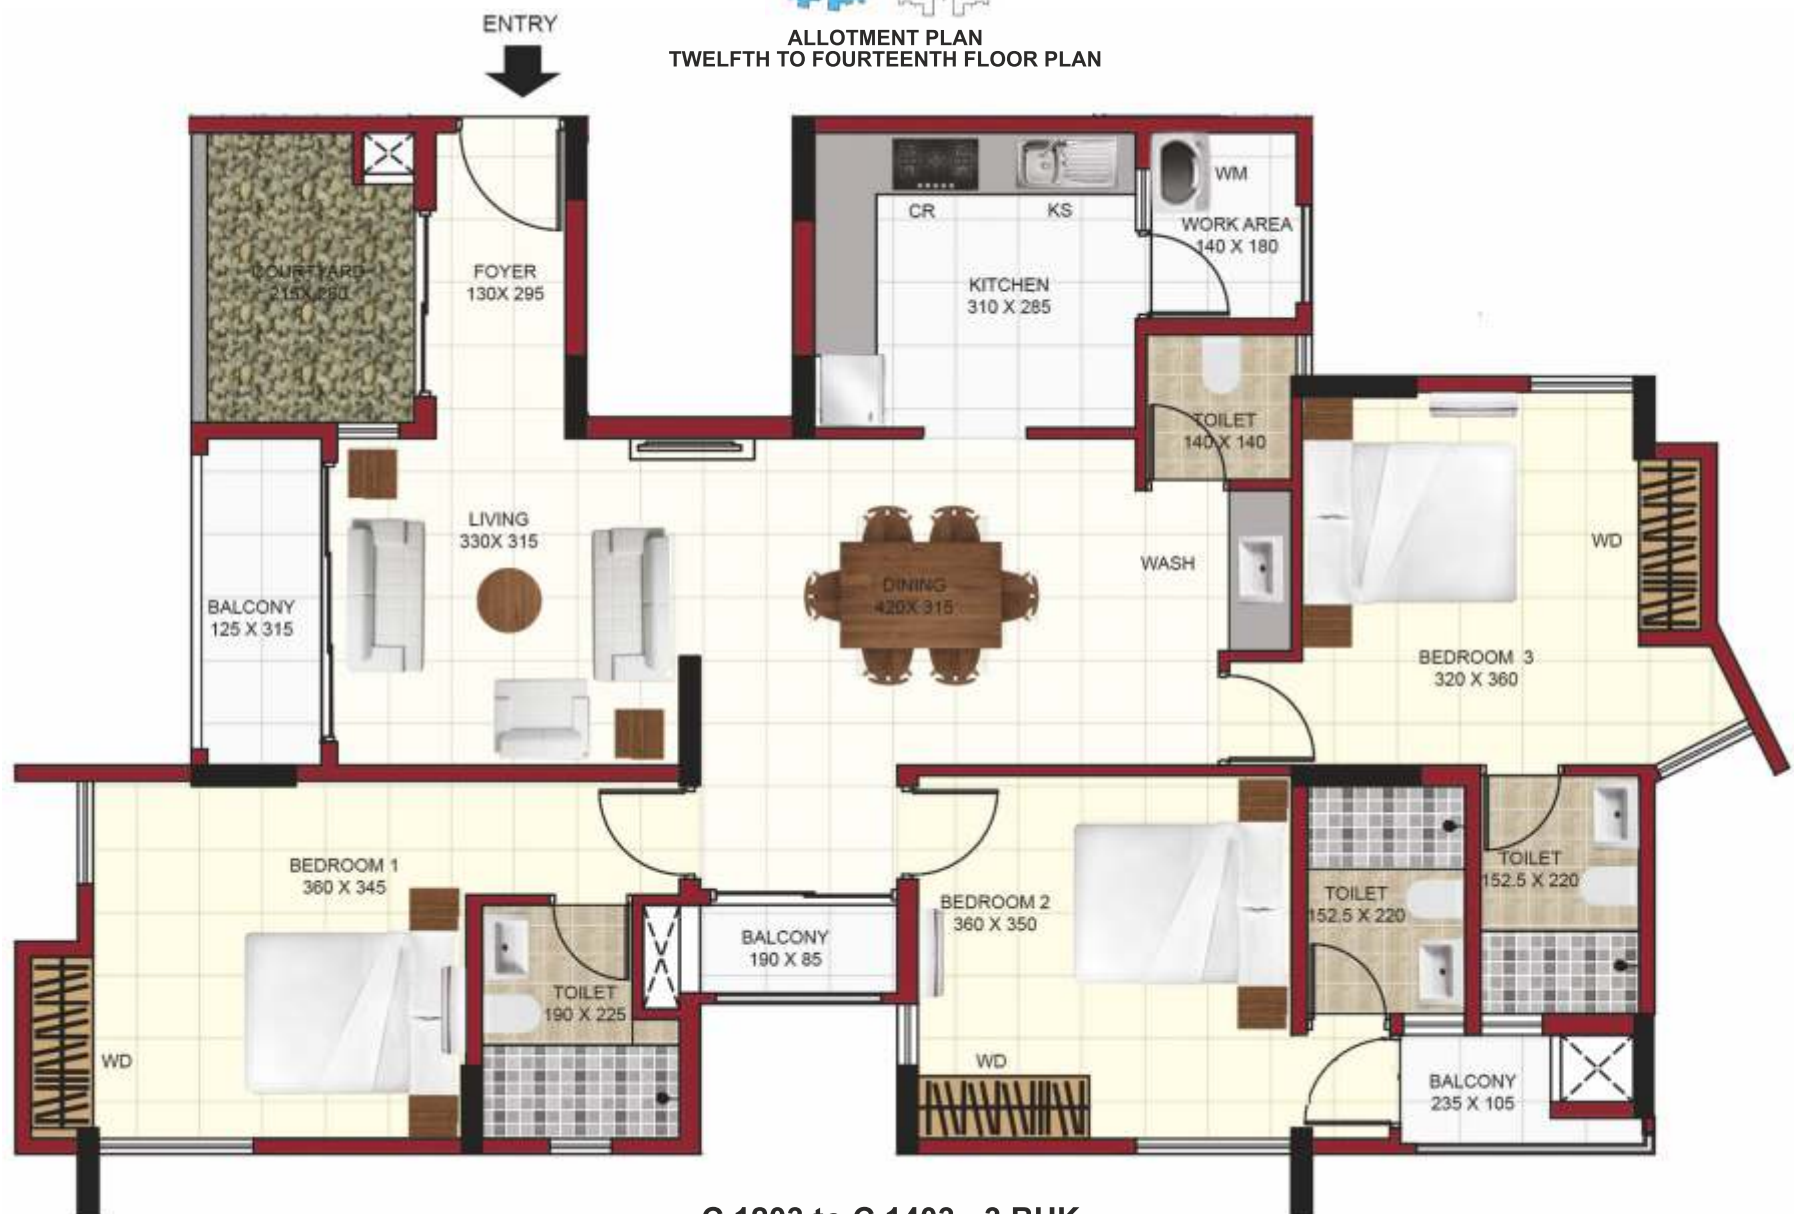 ENTRY
ALLOTMENT PLAN
TWELFTH TO FOURTEENTH FLOOR PLAN
WM
CR
KS
WORK AREA
140 X 180
COURTYARD
FOYER
130X 295
KITCHEN
310 X 285
TOILET
140 X 140
LIVING
330X 315
WD
WASH
DINING
420X 315
BALCONY
125 X 315
BEDROOM 3
320 X 360
BEDROOM 1
360 X 345
TOILET
152.5 X 220
TOILET
152.5 X 220
BEDROOM 2
360 X 350
BALCONY
190 X 85
TOILET
190 X 225
WD
WD
BALCONY
235 X 105